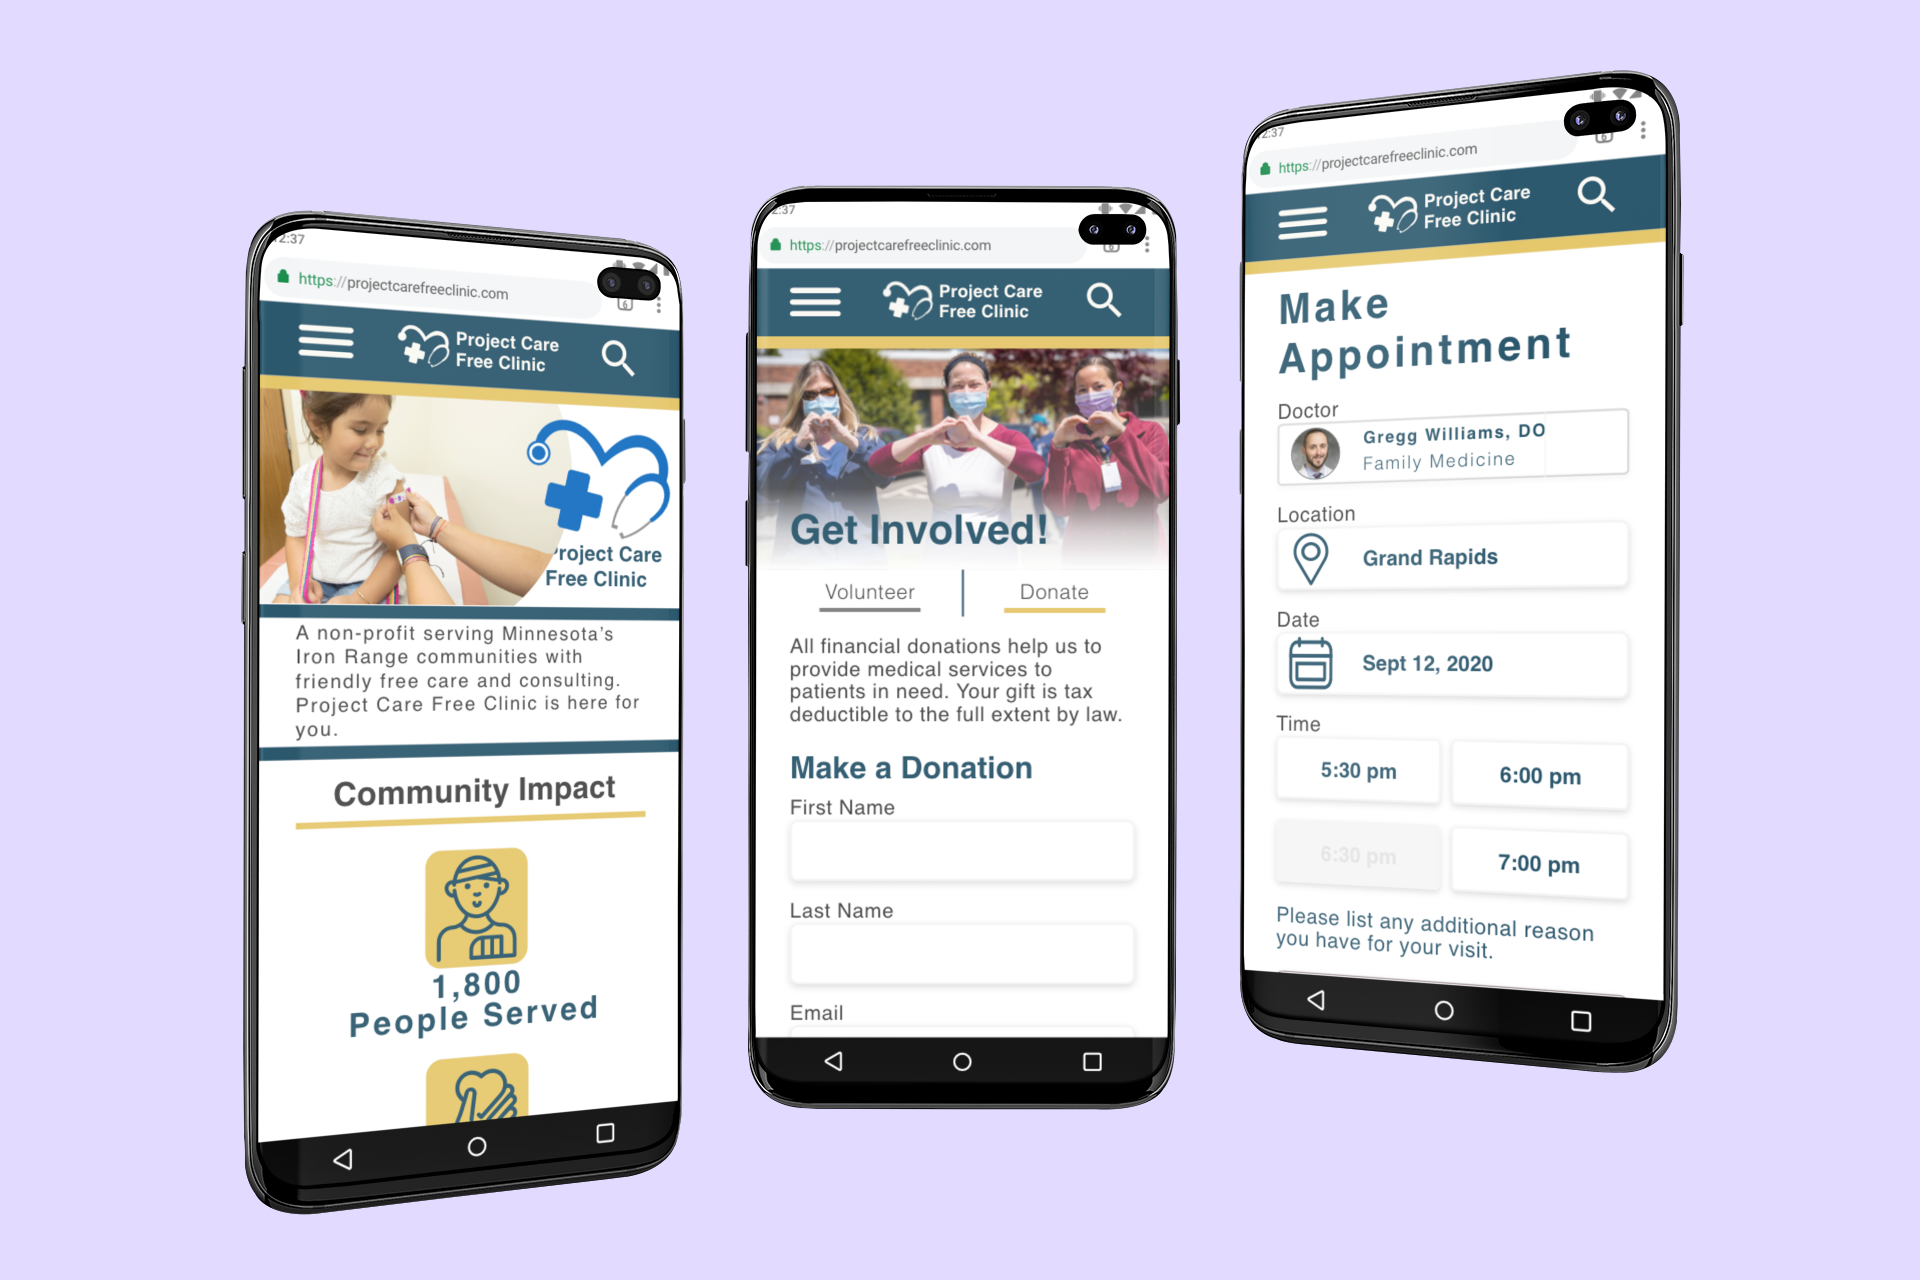 2:37
https://projectcarefreeclinic.com
6
Project Care
Free Clinic
Project Care
Free Clinic
A non-profit serving Minnesota's
Iron Range communities with
friendly free care and consulting.
Project Care Free Clinic is here for
you.
Community Impact
1,800
People Served
2:37
https://projectcarefreeclinic.com
6
Project Care
Free Clinic
Get Involved!
Volunteer
Donate
All financial donations help us to
provide medical services to
patients in need. Your gift is tax
deductible to the full extent by law.
Make a Donation
First Name
Last Name
Email
2:37
https://projectcarefreeclinic.com
6
Project Care
Free Clinic
Make
Appointment
Doctor
Gregg Williams, DO
Family Medicine
Location
Grand Rapids
Date
Sept 12, 2020
Time
5:30 pm
6:00 pm
6:30 pm
7:00 pm
Please list any additional reason
you have for your visit.